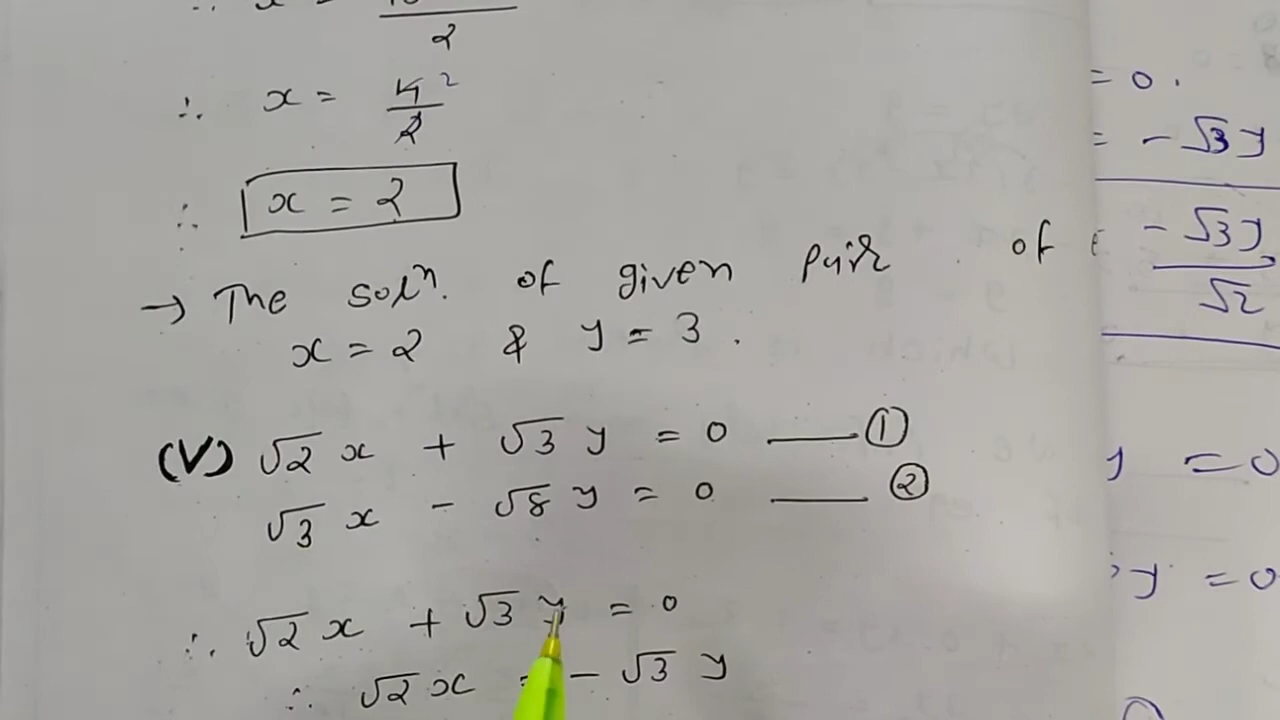 2
∴ x = 4 2
2
∴ x = 2
→ The solⁿ. of given pair of
x = 2 & y = 3.
(V) √2 x + √3 y = 0 —— ①
√3 x - √8 y = 0 —— ②
∴ √2 x + √3 y = 0
∴ √2 x = - √3 y
= 0.
= - √3 y
- √3 y
√2
y = 0
y = 0